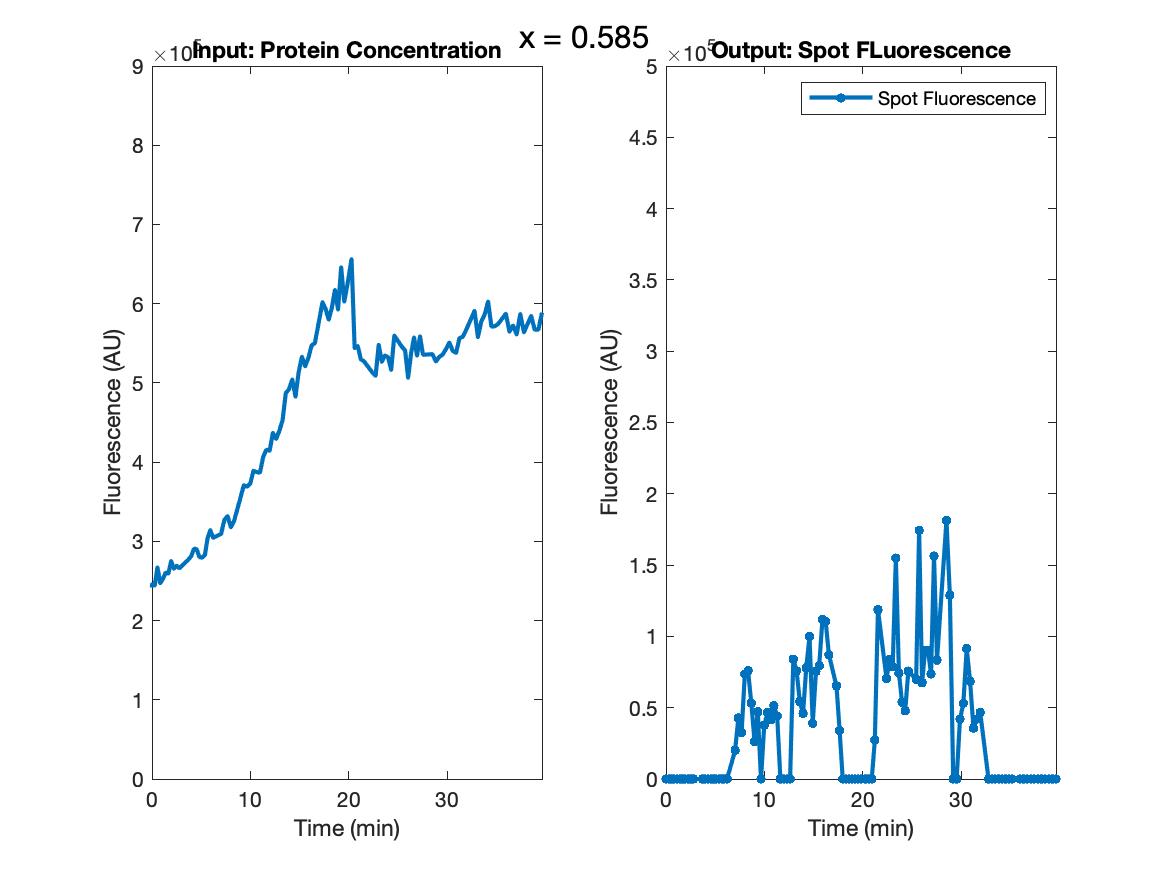 x = 0.585
×10⁵
Input: Protein Concentration
×10⁵
Output: Spot FLuorescence
Spot Fluorescence
9
8
7
6
5
4
3
2
1
0
Fluorescence (AU)
0 10 20 30
Time (min)
5
4.5
4
3.5
3
2.5
2
1.5
1
0.5
0
Fluorescence (AU)
0 10 20 30
Time (min)